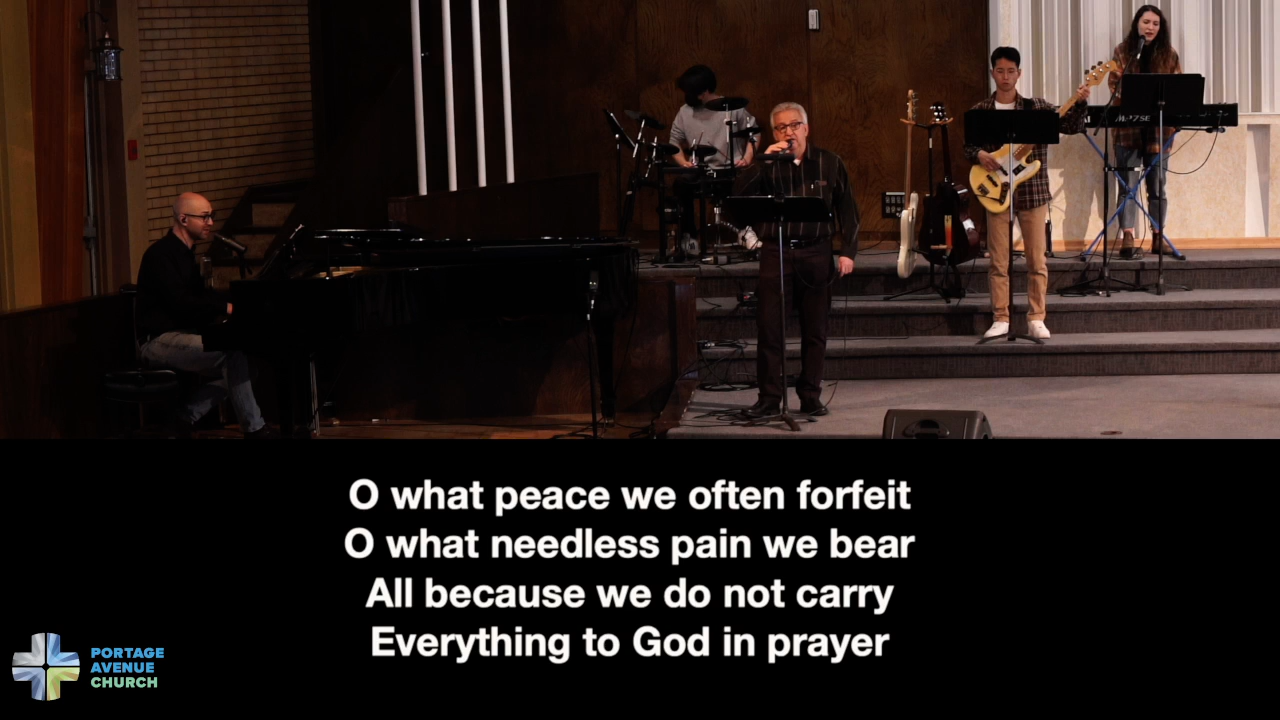 MP7SE
O what peace we often forfeit
O what needless pain we bear
All because we do not carry
Everything to God in prayer
PORTAGE
AVENUE
CHURCH